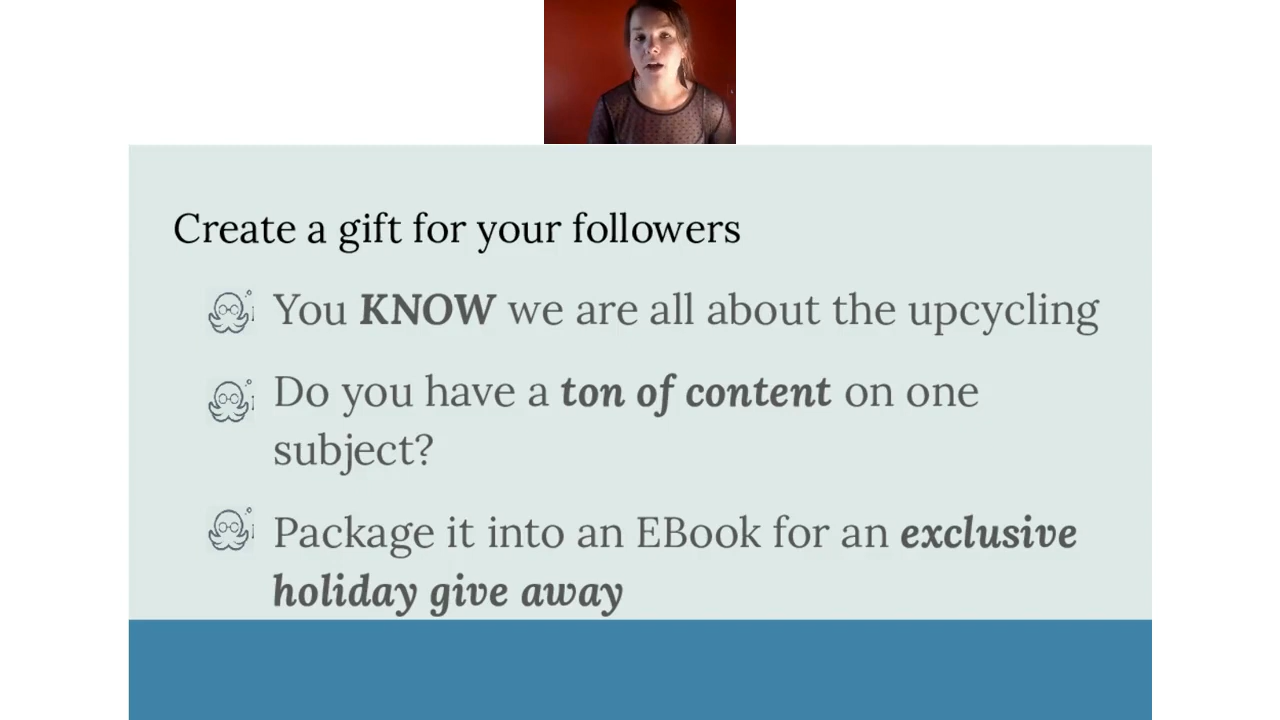 Create a gift for your followers
You KNOW we are all about the upcycling
Do you have a ton of content on one
subject?
Package it into an EBook for an exclusive
holiday give away